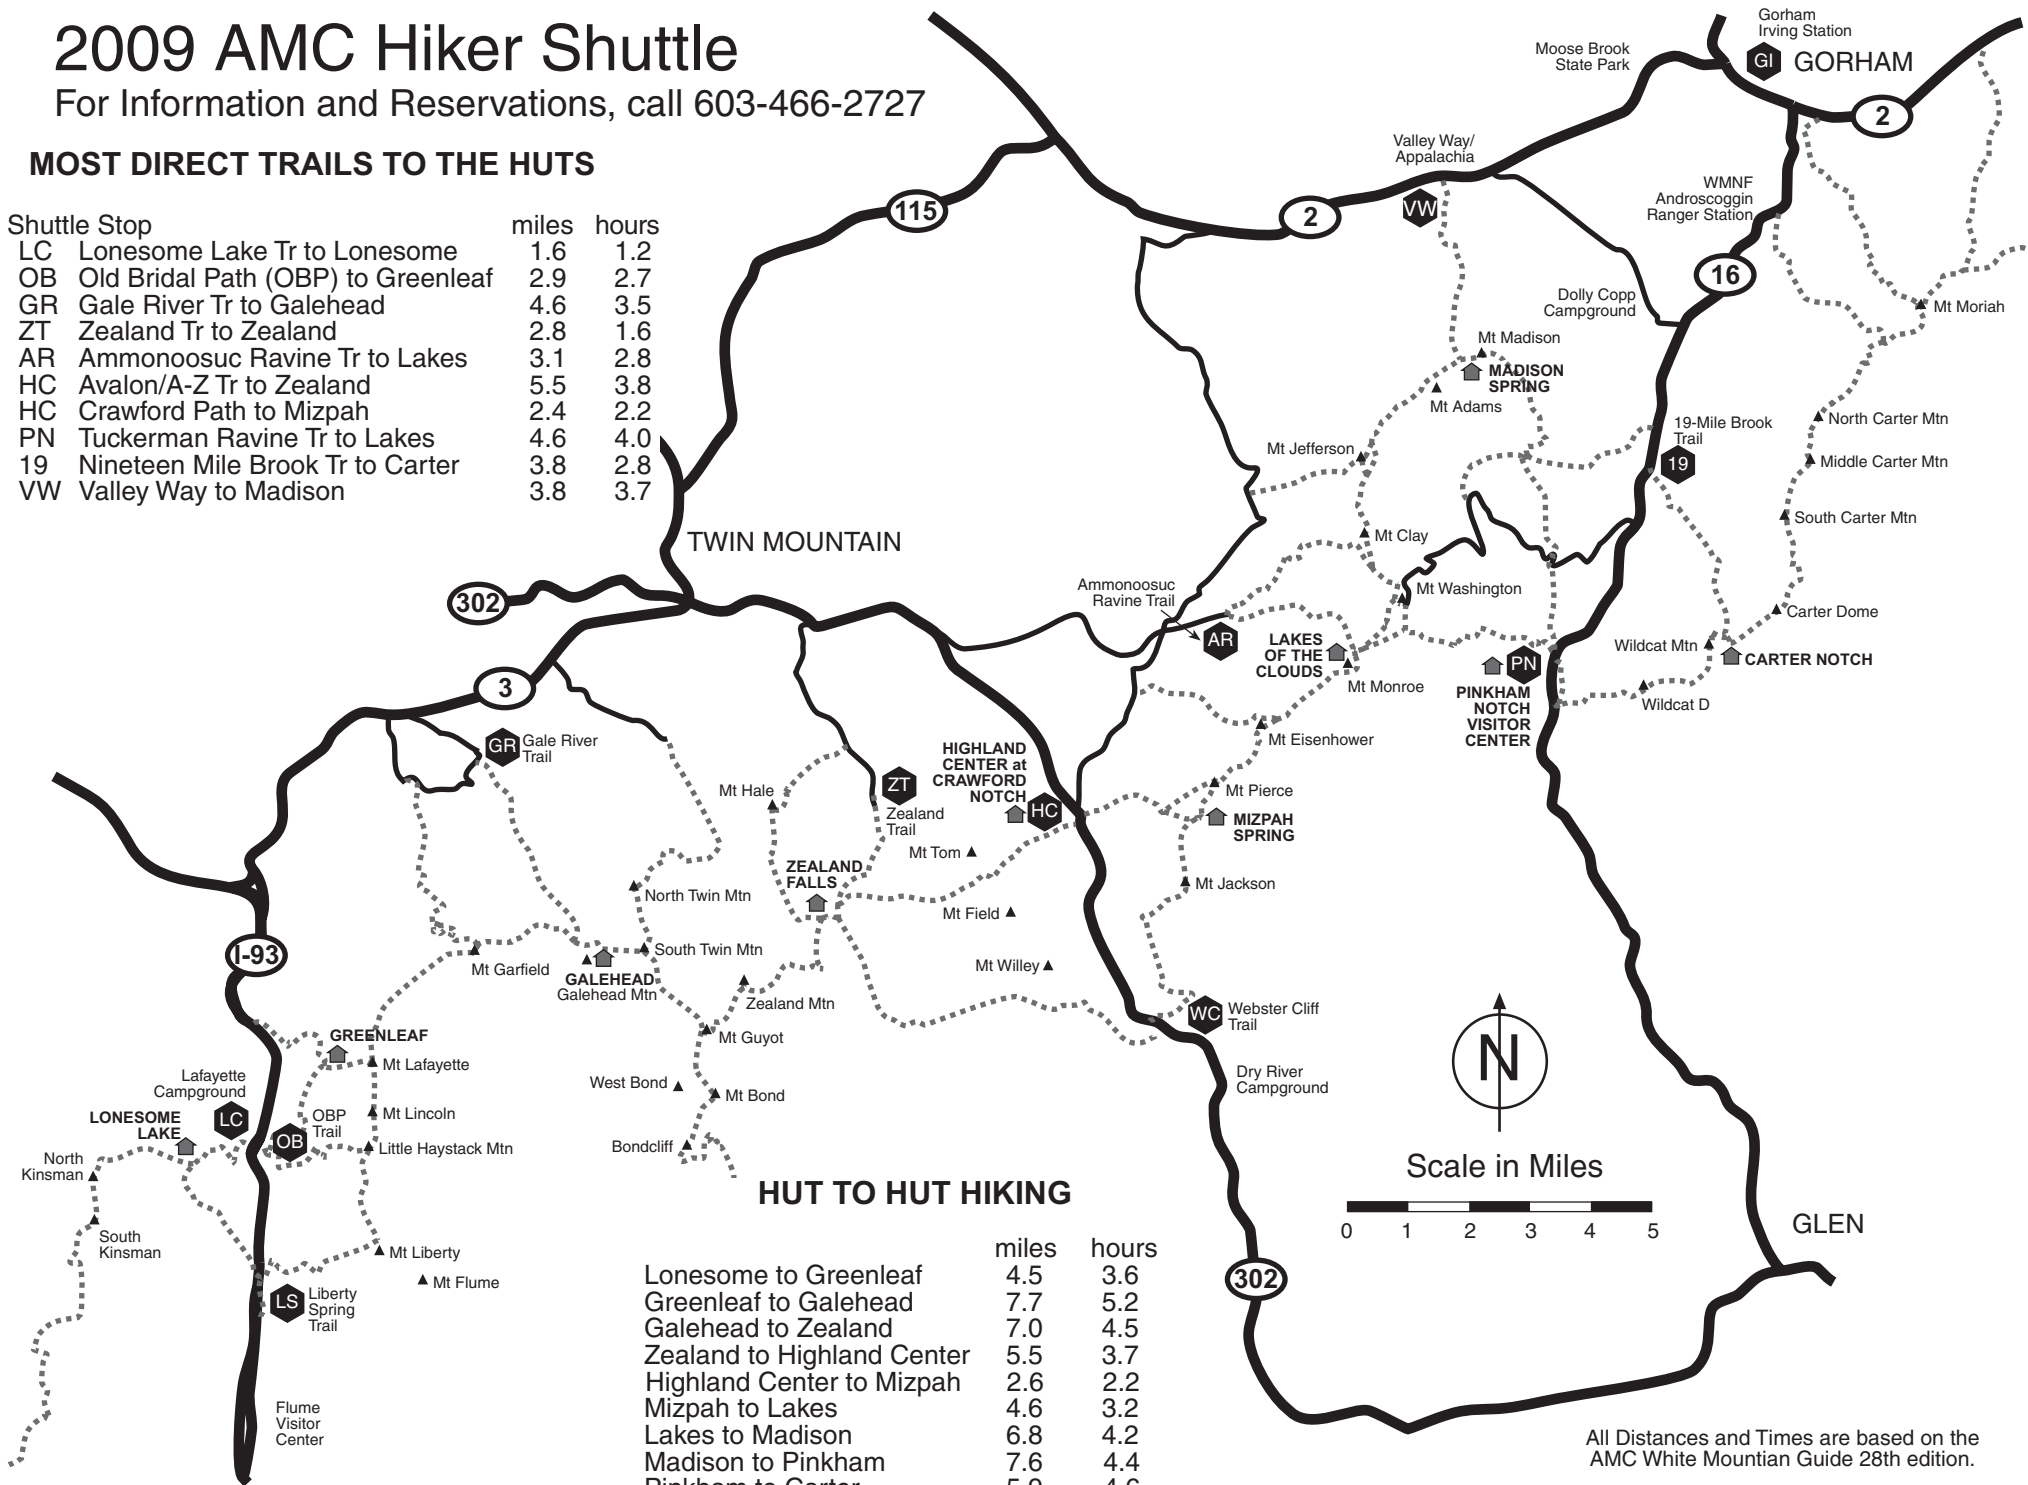 2009 AMC Hiker Shuttle
For Information and Reservations, call 603-466-2727
MOST DIRECT TRAILS TO THE HUTS
Shuttle Stop miles hours
LC Lonesome Lake Tr to Lonesome 1.6 1.2
OB Old Bridal Path (OBP) to Greenleaf 2.9 2.7
GR Gale River Tr to Galehead 4.6 3.5
ZT Zealand Tr to Zealand 2.8 1.6
AR Ammonoosuc Ravine Tr to Lakes 3.1 2.8
HC Avalon/A-Z Tr to Zealand 5.5 3.8
HC Crawford Path to Mizpah 2.4 2.2
PN Tuckerman Ravine Tr to Lakes 4.6 4.0
19 Nineteen Mile Brook Tr to Carter 3.8 2.8
VW Valley Way to Madison 3.8 3.7
Gorham
Irving Station
GI
GORHAM
Moose Brook
State Park
2
Valley Way/
Appalachia
VW
2
115
WMNF
Androscoggin
Ranger Station
16
Dolly Copp
Campground
Mt Moriah
Mt Madison
MADISON
SPRING
Mt Adams
North Carter Mtn
19-Mile Brook
Trail
19
Middle Carter Mtn
Mt Jefferson
South Carter Mtn
Mt Clay
TWIN MOUNTAIN
302
Ammonoosuc
Ravine Trail
AR
Mt Washington
Carter Dome
LAKES
OF THE
CLOUDS
Mt Monroe
PN
PINKHAM
NOTCH
VISITOR
CENTER
Wildcat Mtn
CARTER NOTCH
Wildcat D
3
GR
Gale River
Trail
Mt Eisenhower
HIGHLAND
CENTER at
CRAWFORD
NOTCH
HC
Mt Hale
ZT
Zealand
Trail
Mt Pierce
MIZPAH
SPRING
Mt Tom
ZEALAND
FALLS
Mt Jackson
North Twin Mtn
Mt Field
I-93
South Twin Mtn
Mt Garfield
GALEHEAD
Galehead Mtn
Mt Willey
Zealand Mtn
WC
Webster Cliff
Trail
Mt Guyot
GREENLEAF
Mt Lafayette
Lafayette
Campground
LC
West Bond
Mt Bond
Dry River
Campground
N
LONESOME
LAKE
OBP
Trail
OB
Mt Lincoln
Little Haystack Mtn
Bondcliff
North
Kinsman
South
Kinsman
Mt Liberty
Mt Flume
LS
Liberty
Spring
Trail
Flume
Visitor
Center
Scale in Miles
0 1 2 3 4 5
GLEN
302
HUT TO HUT HIKING
miles hours
Lonesome to Greenleaf 4.5 3.6
Greenleaf to Galehead 7.7 5.2
Galehead to Zealand 7.0 4.5
Zealand to Highland Center 5.5 3.7
Highland Center to Mizpah 2.6 2.2
Mizpah to Lakes 4.6 3.2
Lakes to Madison 6.8 4.2
Madison to Pinkham 7.6 4.4
Pinkham to Carter
All Distances and Times are based on the
AMC White Mountian Guide 28th edition.